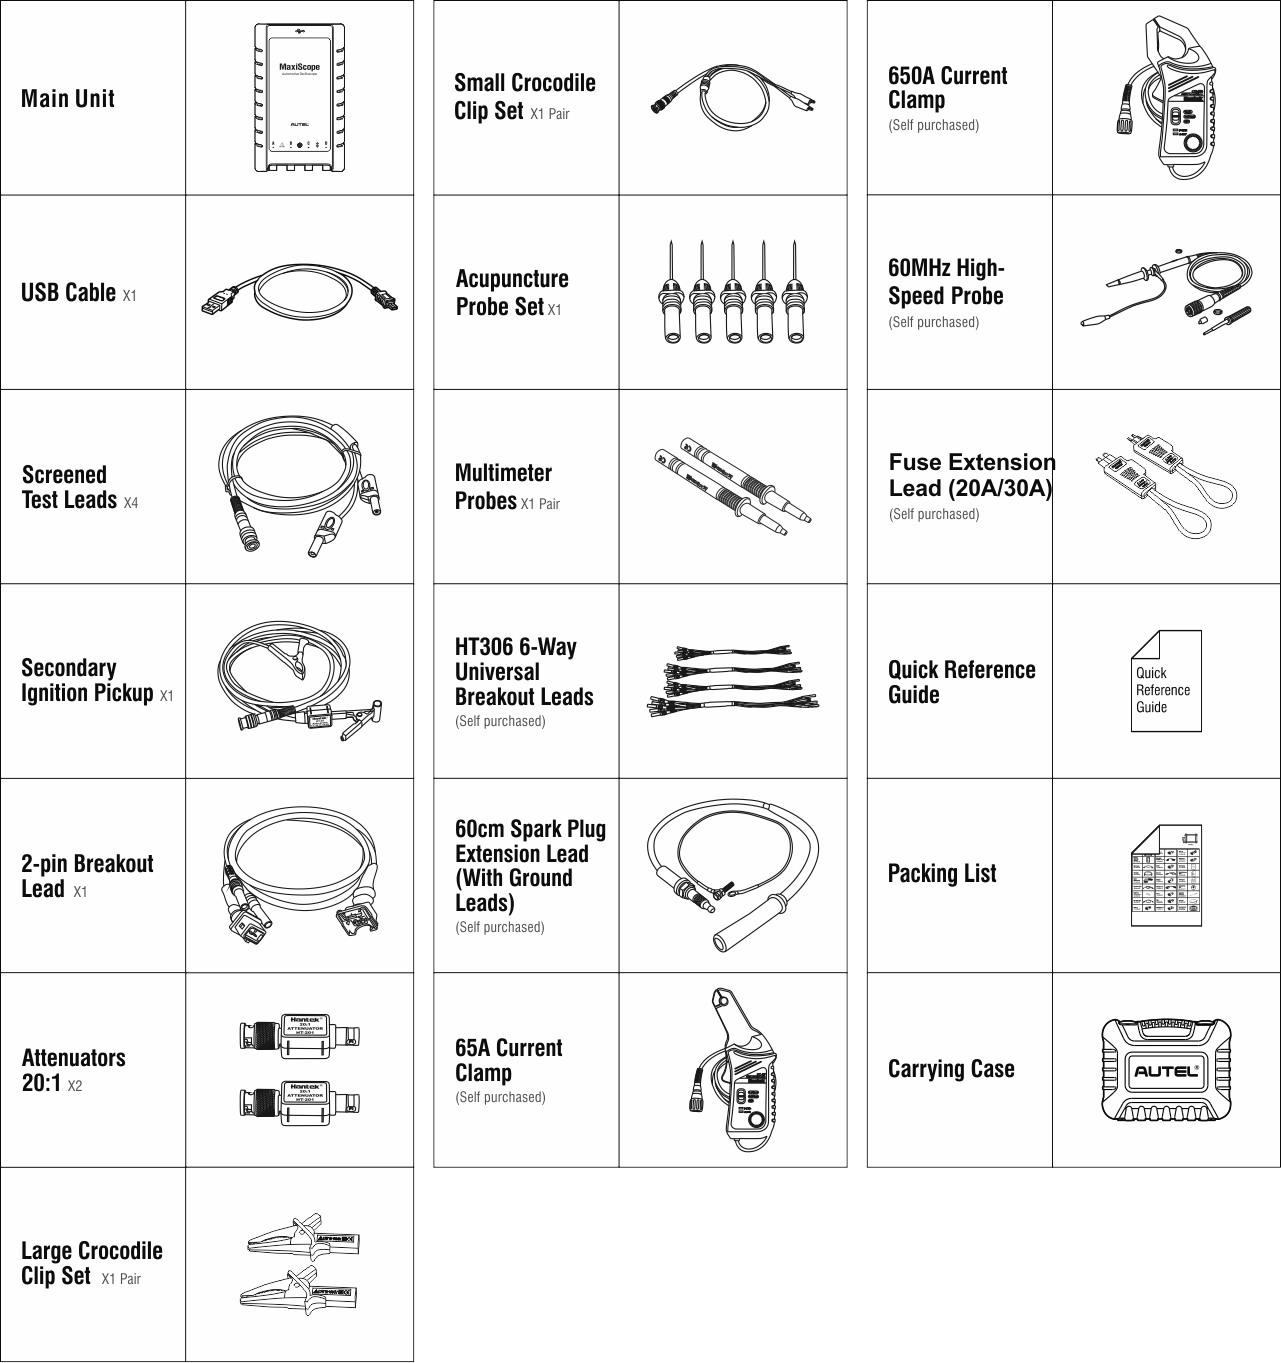 Main Unit
MaxiScope
Automotive Oscilloscope
AUTEL
USB Cable X1
Screened
Test Leads X4
Secondary
Ignition Pickup X1
2-pin Breakout
Lead X1
Attenuators
20:1 X2
Hantek
20:1
ATTENUATOR
HT-201
Hantek
20:1
ATTENUATOR
HT-201
Large Crocodile
Clip Set X1 Pair
Small Crocodile
Clip Set X1 Pair
Acupuncture
Probe Set X1
Multimeter
Probes X1 Pair
HT306 6-Way
Universal
Breakout Leads
(Self purchased)
60cm Spark Plug
Extension Lead
(With Ground
Leads)
(Self purchased)
65A Current
Clamp
(Self purchased)
650A Current
Clamp
(Self purchased)
60MHz High-
Speed Probe
(Self purchased)
Fuse Extension
Lead (20A/30A)
(Self purchased)
Quick Reference
Guide
Quick
Reference
Guide
Packing List
Carrying Case
AUTEL®